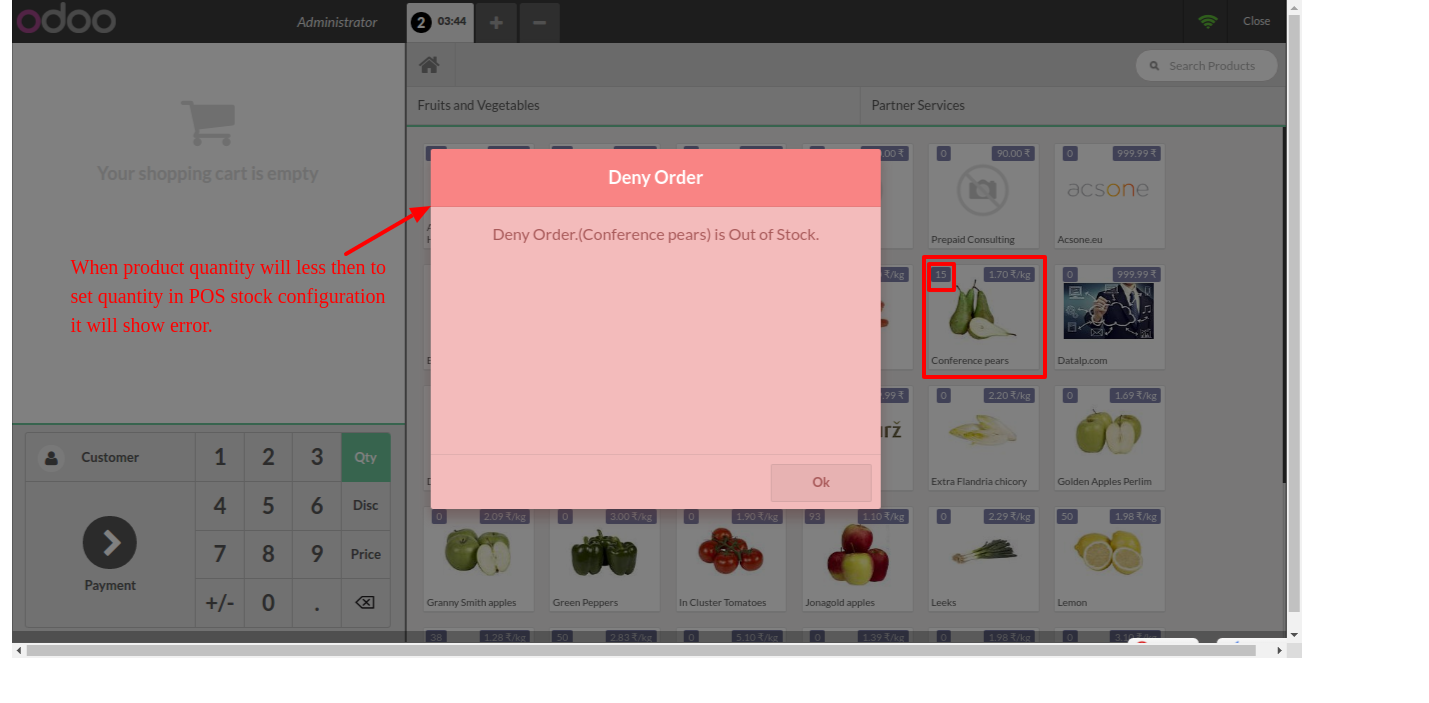 odoo
Administrator
2 03:44
+
-
Close
Search Products
Fruits and Vegetables
Partner Services
Your shopping cart is empty
0 90.00 ₹
Prepaid Consulting
0 999.99 ₹
acsone
Acsone.eu
Deny Order
Deny Order.(Conference pears) is Out of Stock.
Ok
When product quantity will less then to
set quantity in POS stock configuration
it will show error.
15 1.70 ₹/kg
Conference pears
0 999.99 ₹
Datalp.com
0 2.20 ₹/kg
Extra Flandria chicory
0 1.69 ₹/kg
Golden Apples Perlim
Customer
Payment
1 2 3 Qty
4 5 6 Disc
7 8 9 Price
+/- 0 .
0 2.09 ₹/kg
Granny Smith apples
0 3.00 ₹/kg
Green Peppers
0 1.90 ₹/kg
In Cluster Tomatoes
93 1.10 ₹/kg
Jonagold apples
0 2.29 ₹/kg
Leeks
50 1.98 ₹/kg
Lemon
38 1.28 ₹/kg
50 2.83 ₹/kg
0 5.10 ₹/kg
0 1.39 ₹/kg
0 1.98 ₹/kg
0 3.10 ₹/kg